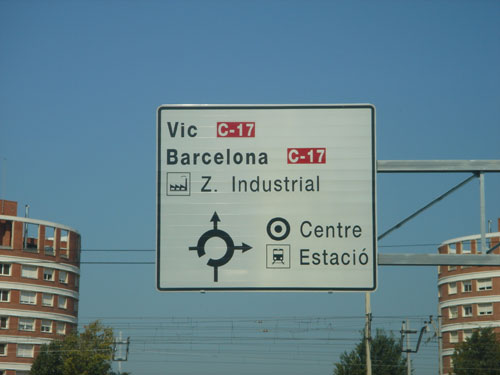 Vic C-17
Barcelona C-17
Z. Industrial
Centre
Estació